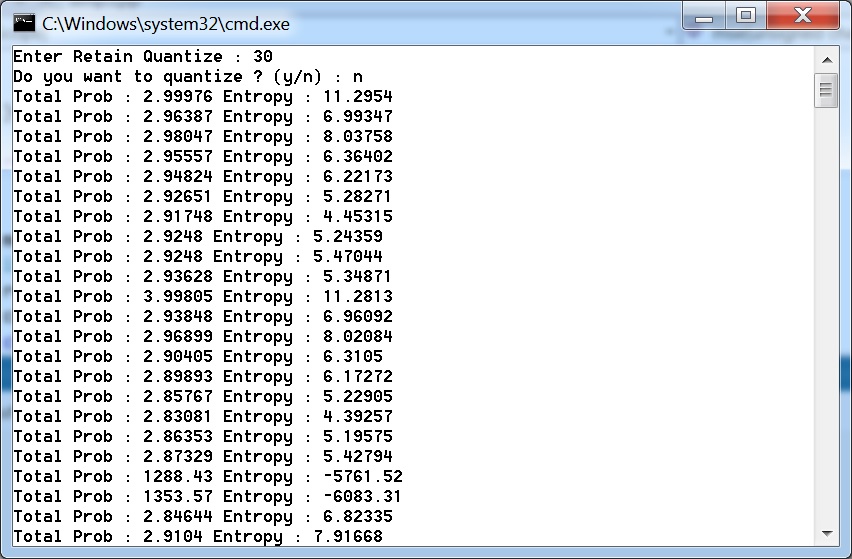 C:\Windows\system32\cmd.exe
Enter Retain Quantize : 30
Do you want to quantize ? (y/n) : n
Total Prob : 2.99976 Entropy : 11.2954
Total Prob : 2.96387 Entropy : 6.99347
Total Prob : 2.98047 Entropy : 8.03758
Total Prob : 2.95557 Entropy : 6.36402
Total Prob : 2.94824 Entropy : 6.22173
Total Prob : 2.92651 Entropy : 5.28271
Total Prob : 2.91748 Entropy : 4.45315
Total Prob : 2.9248 Entropy : 5.24359
Total Prob : 2.9248 Entropy : 5.47044
Total Prob : 2.93628 Entropy : 5.34871
Total Prob : 3.99805 Entropy : 11.2813
Total Prob : 2.93848 Entropy : 6.96092
Total Prob : 2.96899 Entropy : 8.02084
Total Prob : 2.90405 Entropy : 6.3105
Total Prob : 2.89893 Entropy : 6.17272
Total Prob : 2.85767 Entropy : 5.22905
Total Prob : 2.83081 Entropy : 4.39257
Total Prob : 2.86353 Entropy : 5.19575
Total Prob : 2.87329 Entropy : 5.42794
Total Prob : 1288.43 Entropy : -5761.52
Total Prob : 1353.57 Entropy : -6083.31
Total Prob : 2.84644 Entropy : 6.82335
Total Prob : 2.9104 Entropy : 7.91668